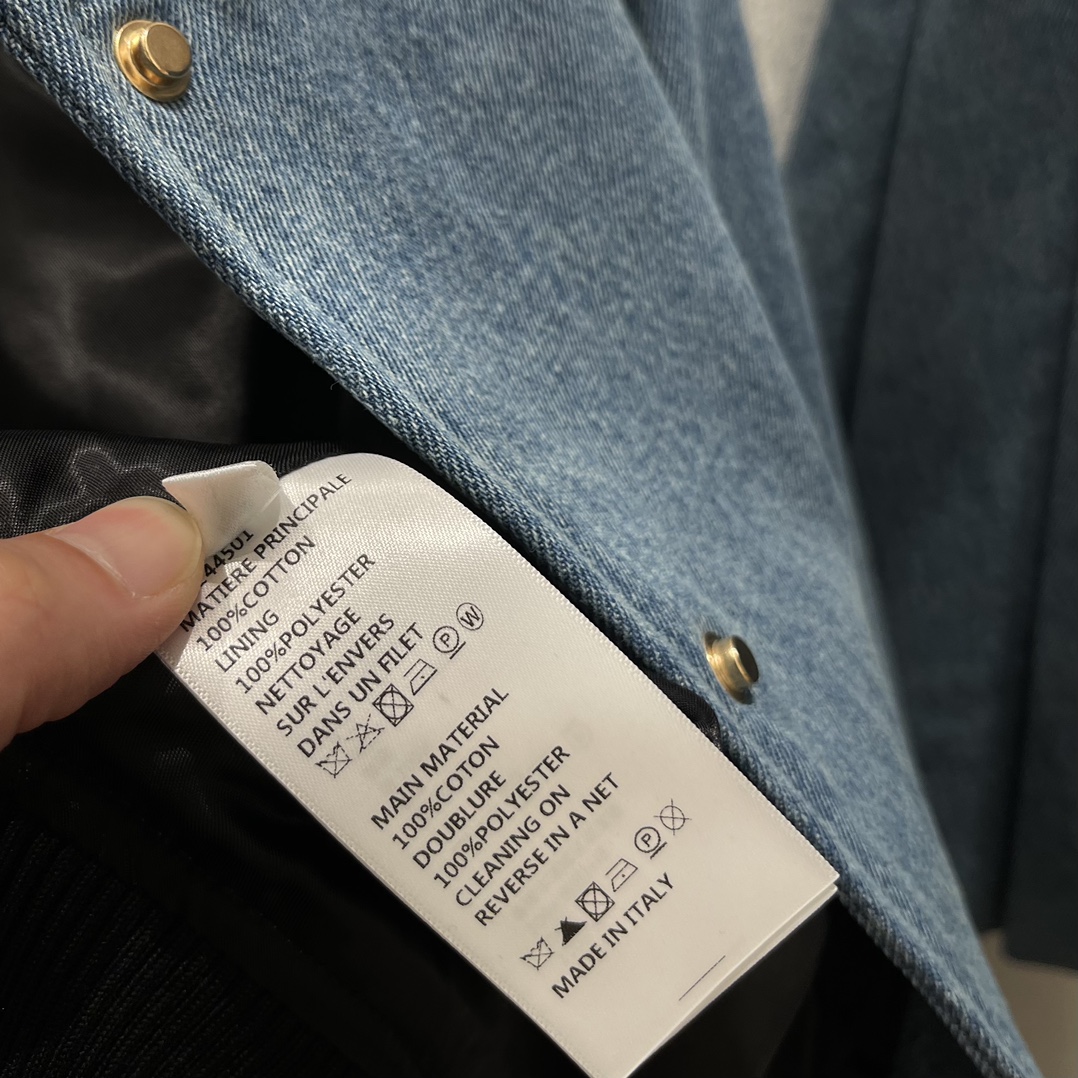 44501
MATIERE PRINCIPALE
100%COTTON
LINING
100%POLYESTER
NETTOYAGE
SUR L'ENVERS
DANS UN FILET
P W
MAIN MATERIAL
100%COTON
DOUBLURE
100%POLYESTER
CLEANING ON
REVERSE IN A NET
P
MADE IN ITALY